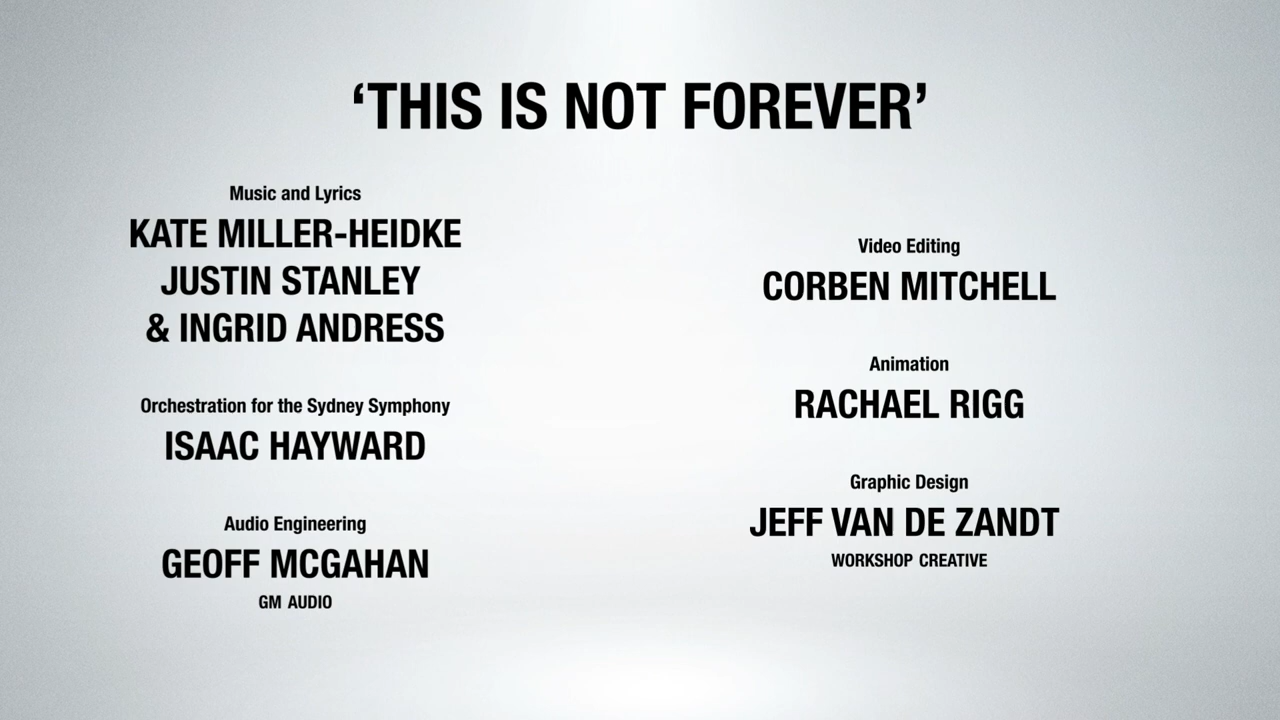 ‘THIS IS NOT FOREVER’
Music and Lyrics
KATE MILLER-HEIDKE
JUSTIN STANLEY
& INGRID ANDRESS
Orchestration for the Sydney Symphony
ISAAC HAYWARD
Audio Engineering
GEOFF MCGAHAN
GM AUDIO
Video Editing
CORBEN MITCHELL
Animation
RACHAEL RIGG
Graphic Design
JEFF VAN DE ZANDT
WORKSHOP CREATIVE